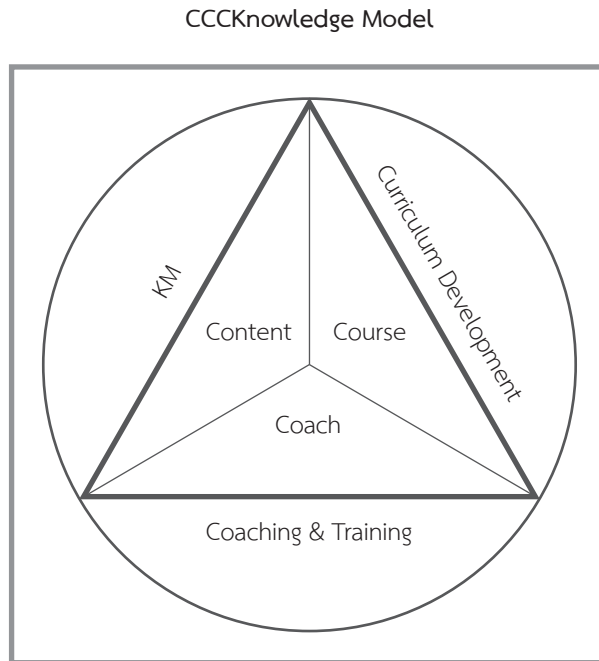 CCCKnowledge Model
KM
Curriculum Development
Content
Course
Coach
Coaching & Training